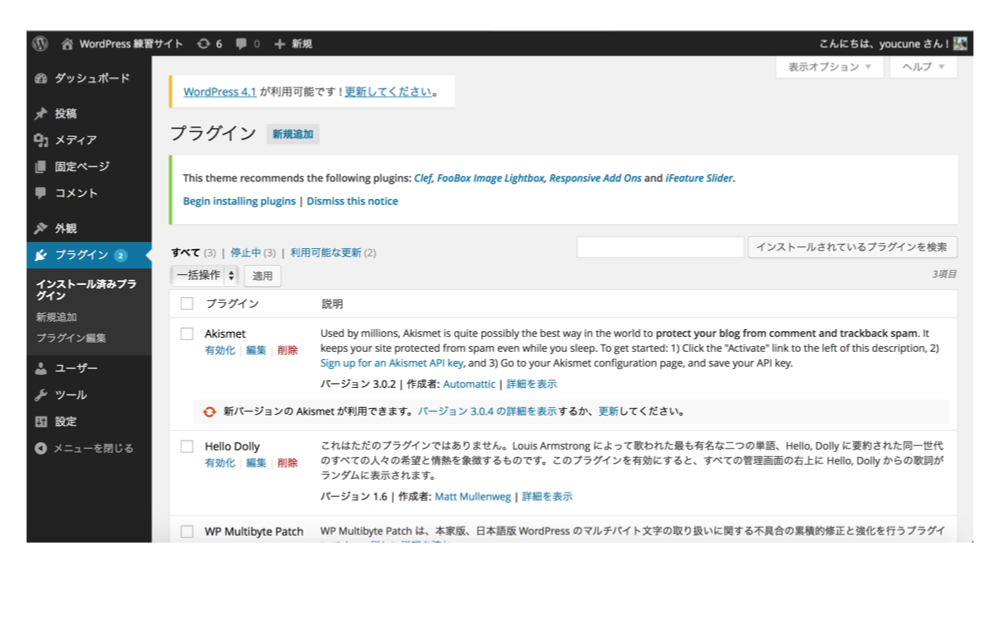 WordPress 練習サイト 6 0 新規 こんにちは、youcune さん !
ダッシュボード
投稿
メディア
固定ページ
コメント
外観
プラグイン 2
インストール済みプラ
グイン
新規追加
プラグイン編集
ユーザー
ツール
設定
メニューを閉じる
表示オプション ▼ ヘルプ ▼
WordPress 4.1 が利用可能です ! 更新してください。
プラグイン 新規追加
This theme recommends the following plugins: Clef, FooBox Image Lightbox, Responsive Add Ons and iFeature Slider.
Begin installing plugins | Dismiss this notice
すべて (3) | 停止中 (3) | 利用可能な更新 (2) インストールされているプラグインを検索
一括操作 適用 3項目
プラグイン 説明
Akismet
有効化 | 編集 | 削除
Used by millions, Akismet is quite possibly the best way in the world to protect your blog from comment and trackback spam. It
keeps your site protected from spam even while you sleep. To get started: 1) Click the "Activate" link to the left of this description, 2)
Sign up for an Akismet API key, and 3) Go to your Akismet configuration page, and save your API key.
バージョン 3.0.2 | 作成者: Automattic | 詳細を表示
新バージョンの Akismet が利用できます。バージョン 3.0.4 の詳細を表示するか、更新してください。
Hello Dolly
有効化 | 編集 | 削除
これはただのプラグインではありません。Louis Armstrong によって歌われた最も有名な二つの単語、Hello, Dolly に要約された同一世代
のすべての人々の希望と情熱を象徴するものです。このプラグインを有効にすると、すべての管理画面の右上に Hello, Dolly からの歌詞が
ランダムに表示されます。
バージョン 1.6 | 作成者: Matt Mullenweg | 詳細を表示
WP Multibyte Patch
WP Multibyte Patch は、本家版、日本語版 WordPress のマルチバイト文字の取り扱いに関する不具合の累積的修正と強化を行うプラグイ